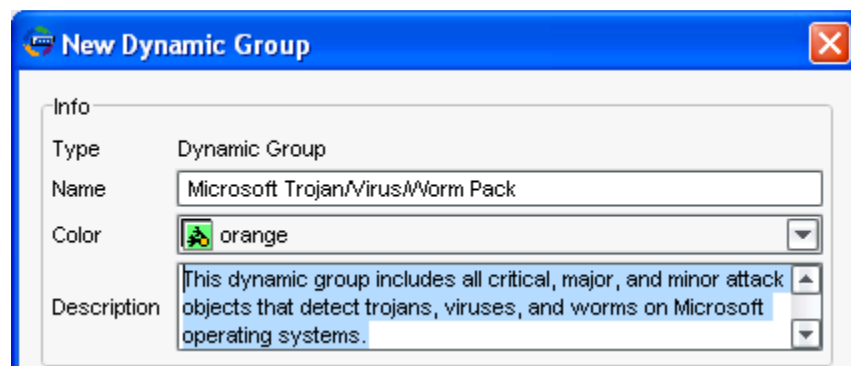 New Dynamic Group
Info
Type Dynamic Group
Name Microsoft Trojan/Virus/Worm Pack
Color orange
This dynamic group includes all critical, major, and minor attack
Description objects that detect trojans, viruses, and worms on Microsoft
operating systems.